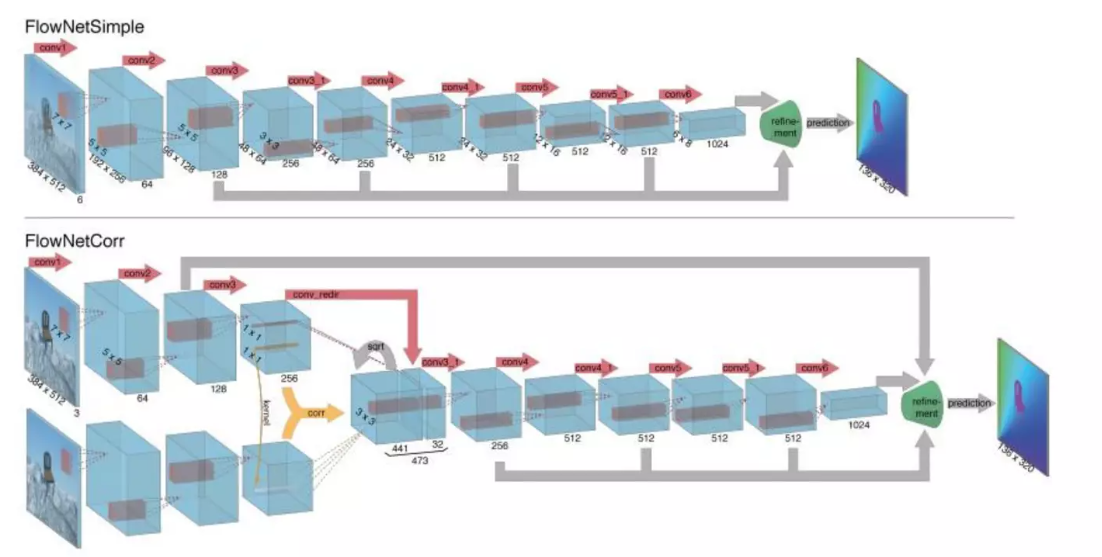 FlowNetSimple
conv1
conv2
conv3
conv3_1
conv4
conv4_1
conv5
conv5_1
conv6
7 x 7
5 x 5
5 x 5
3 x 3
384 x 512
192 x 256
96 x 128
48 x 64
48 x 64
24 x 32
24 x 32
12 x 16
12 x 16
6 x 8
6
64
128
256
256
512
512
512
512
1024
refine-
ment
prediction
136 x 320
FlowNetCorr
conv1
conv2
conv3
conv_redir
sqrt
conv3_1
conv4
conv4_1
conv5
conv5_1
conv6
7 x 7
5 x 5
1 x 1
1 x 1
3 x 3
384 x 512
3
64
128
256
kernel
corr
441
32
473
256
512
512
512
512
1024
refine-
ment
prediction
136 x 320